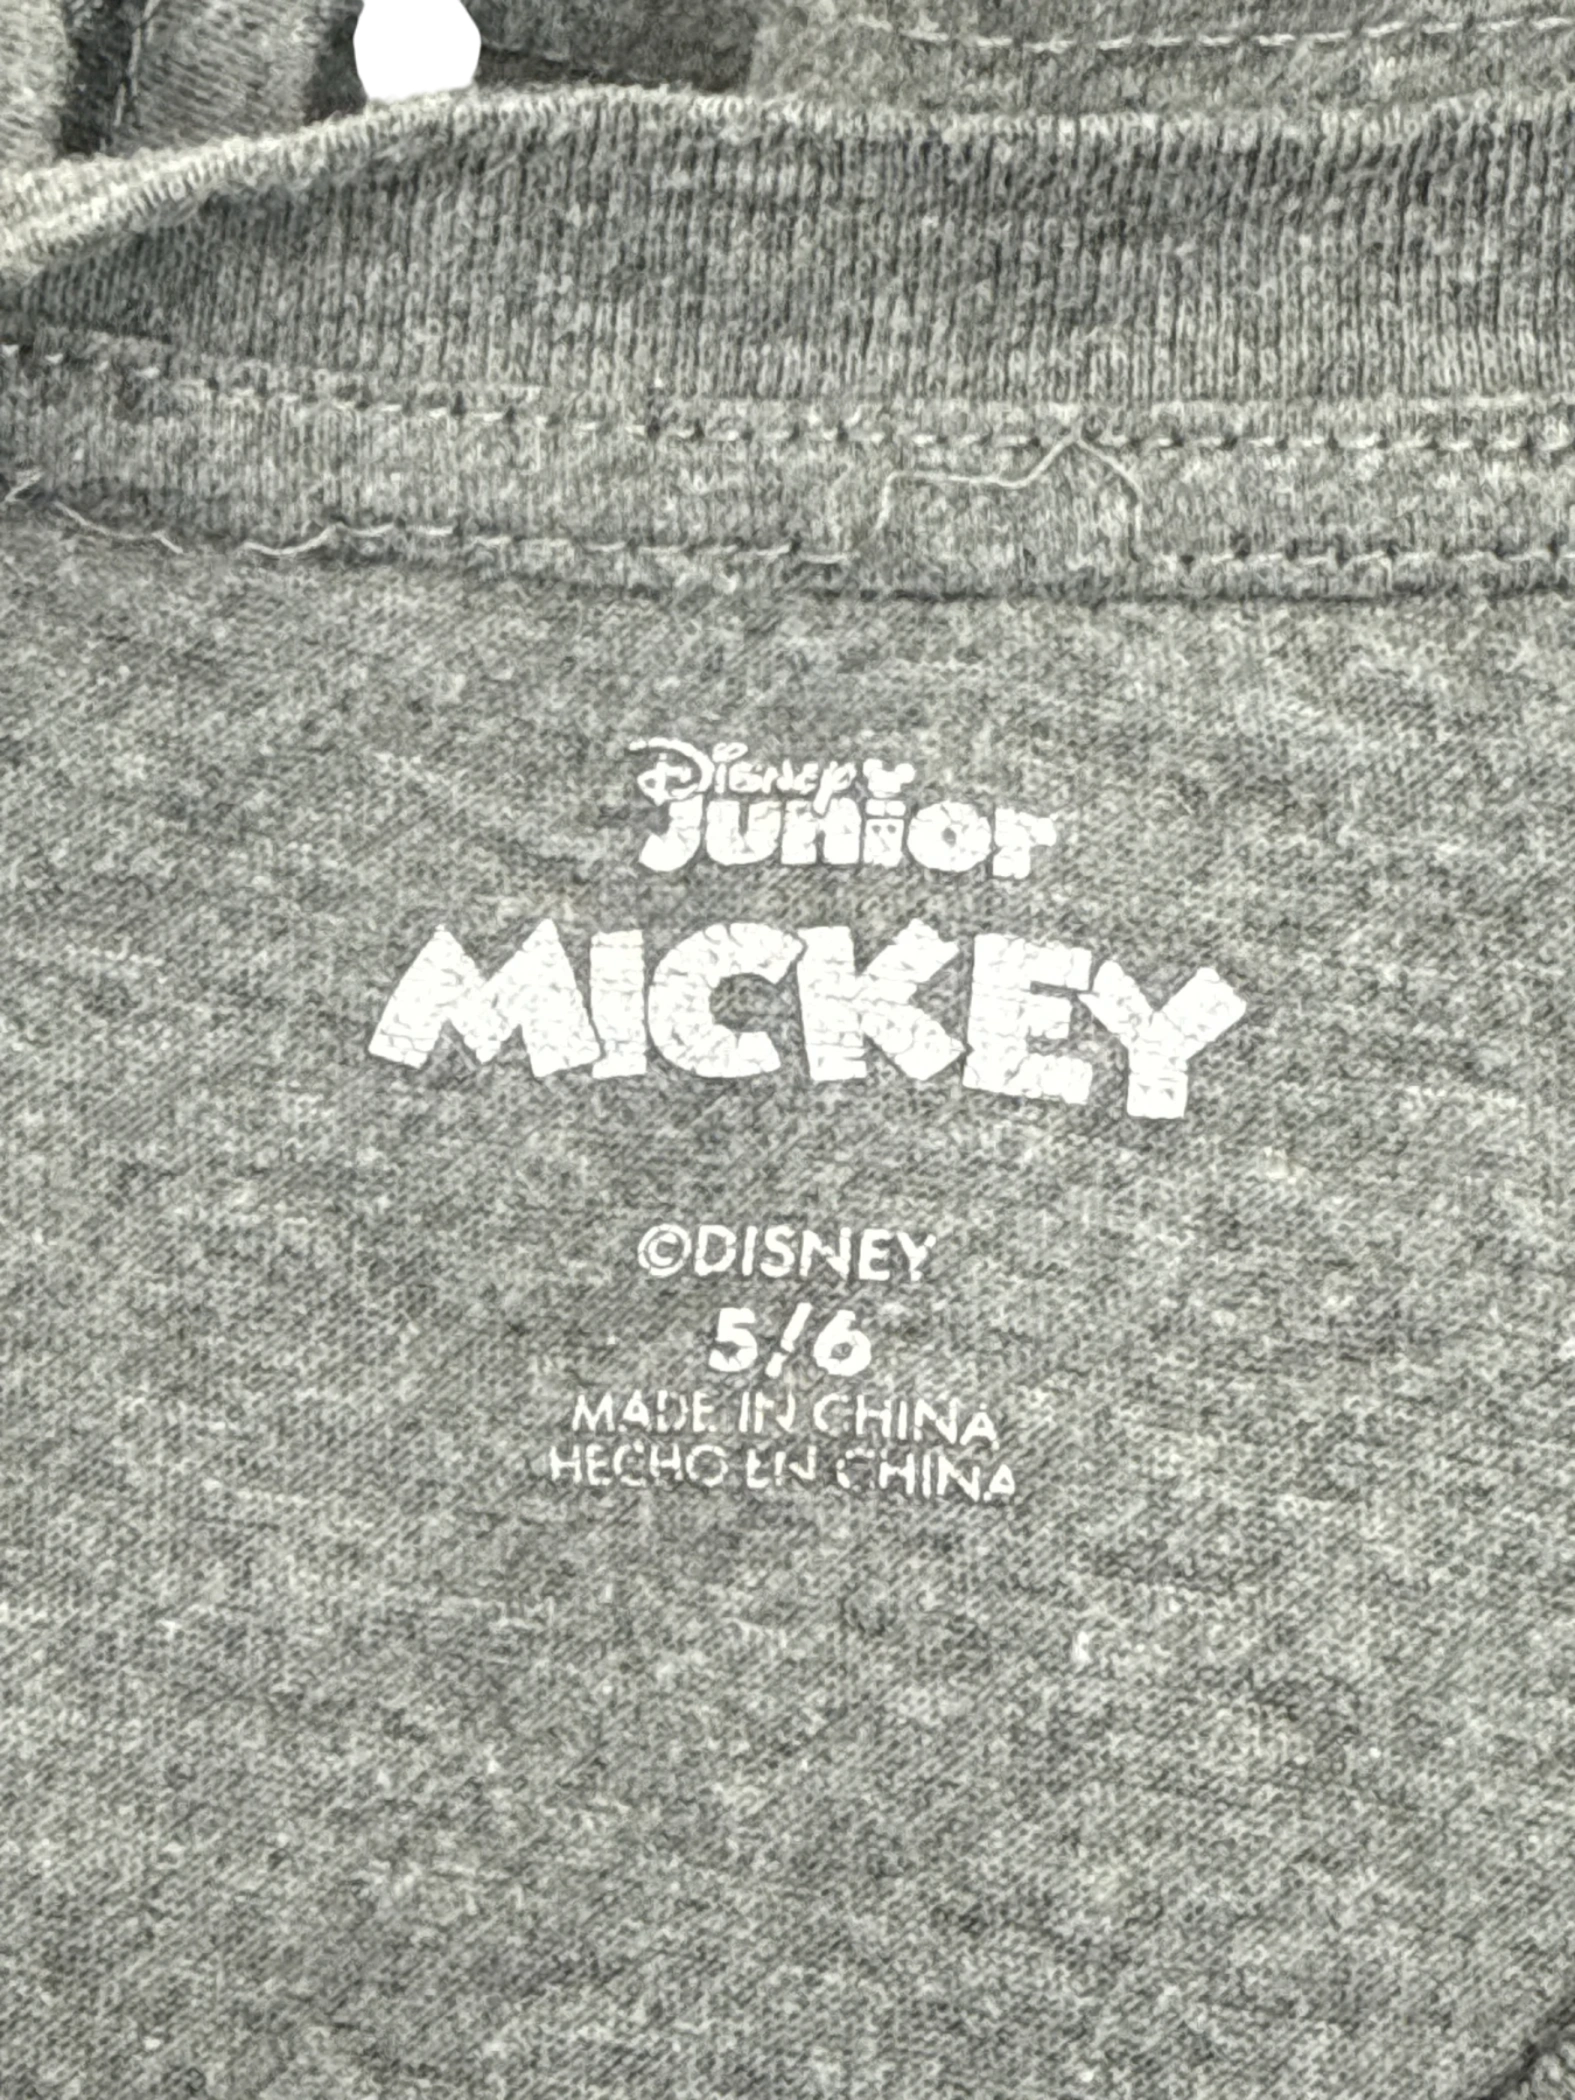 Disney
Junior
MICKEY
©DISNEY
5/6
MADE IN CHINA
HECHO EN CHINA